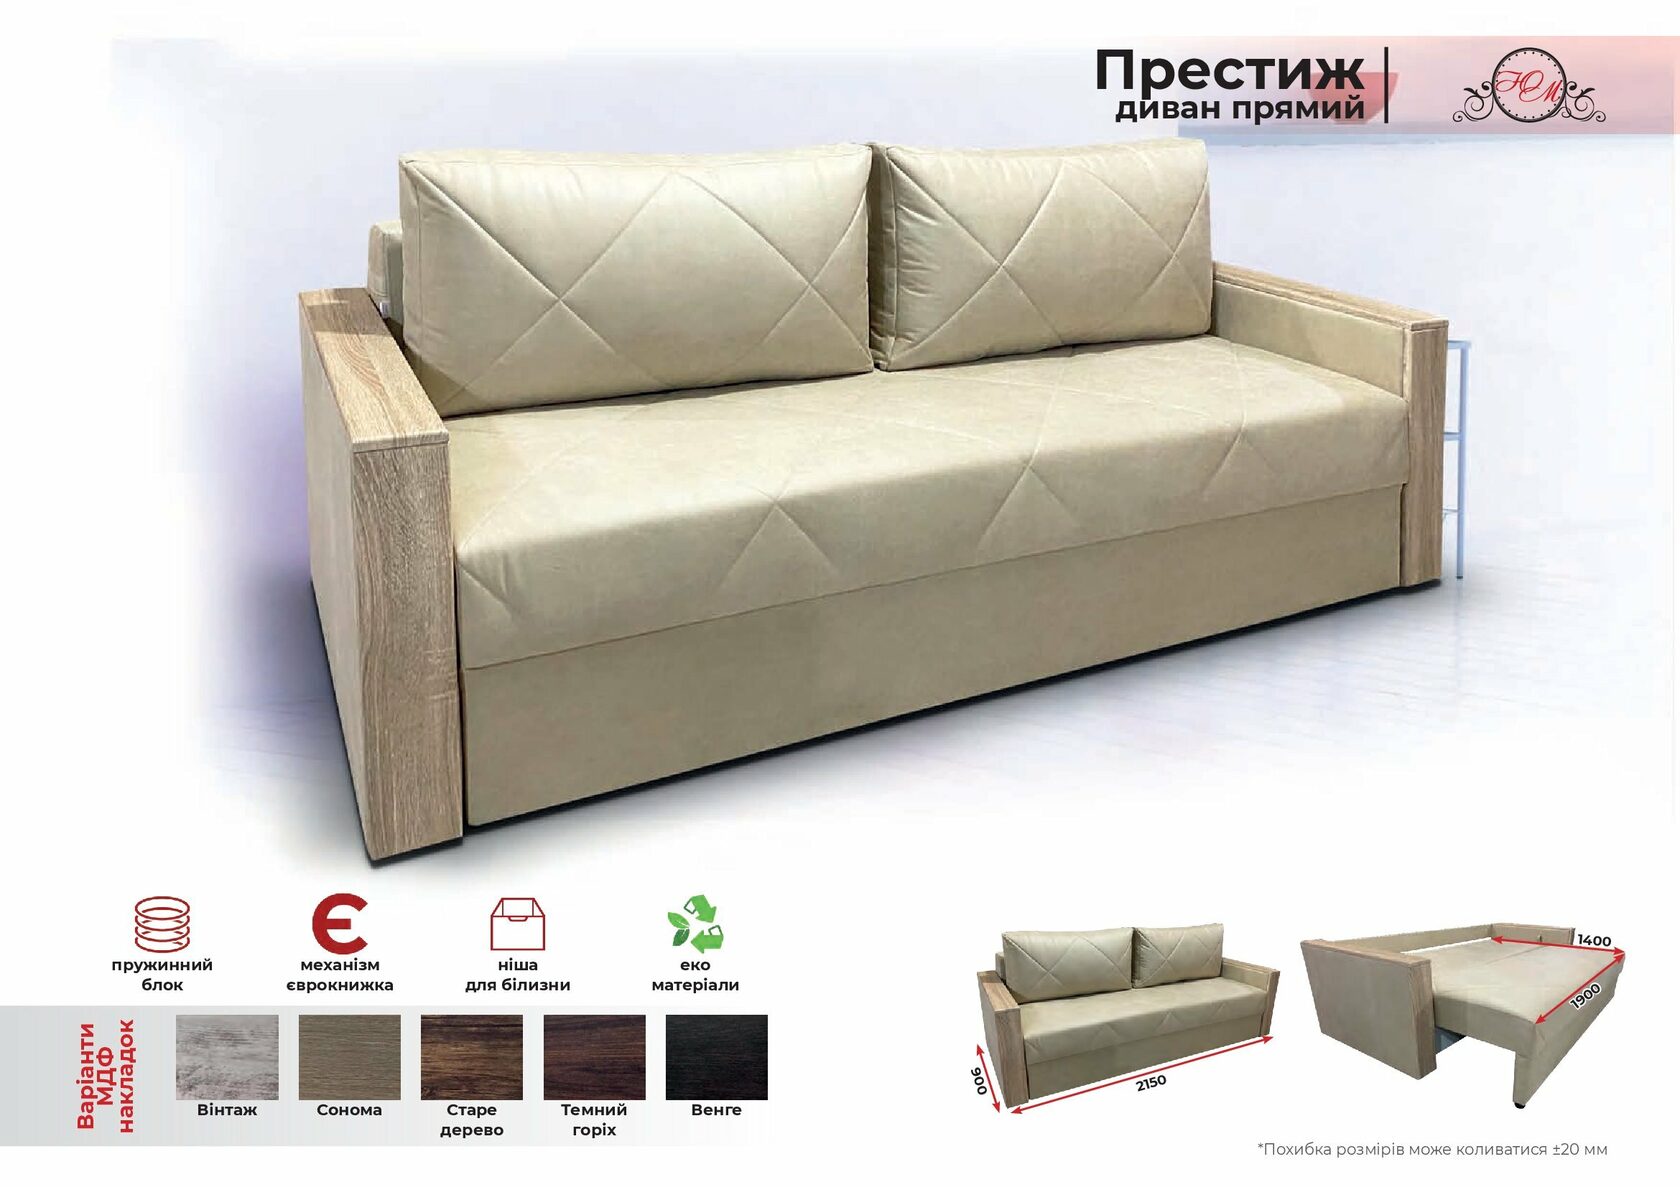 Престиж
диван прямий
ЮМ
пружинний
блок
механізм
єврокнижка
ніша
для білизни
еко
матеріали
Варіанти
МДФ
накладок
Вінтаж
Сонома
Старе
дерево
Темний
горіх
Венге
900
2150
1400
1900
*Похибка розмірів може коливатися ±20 мм